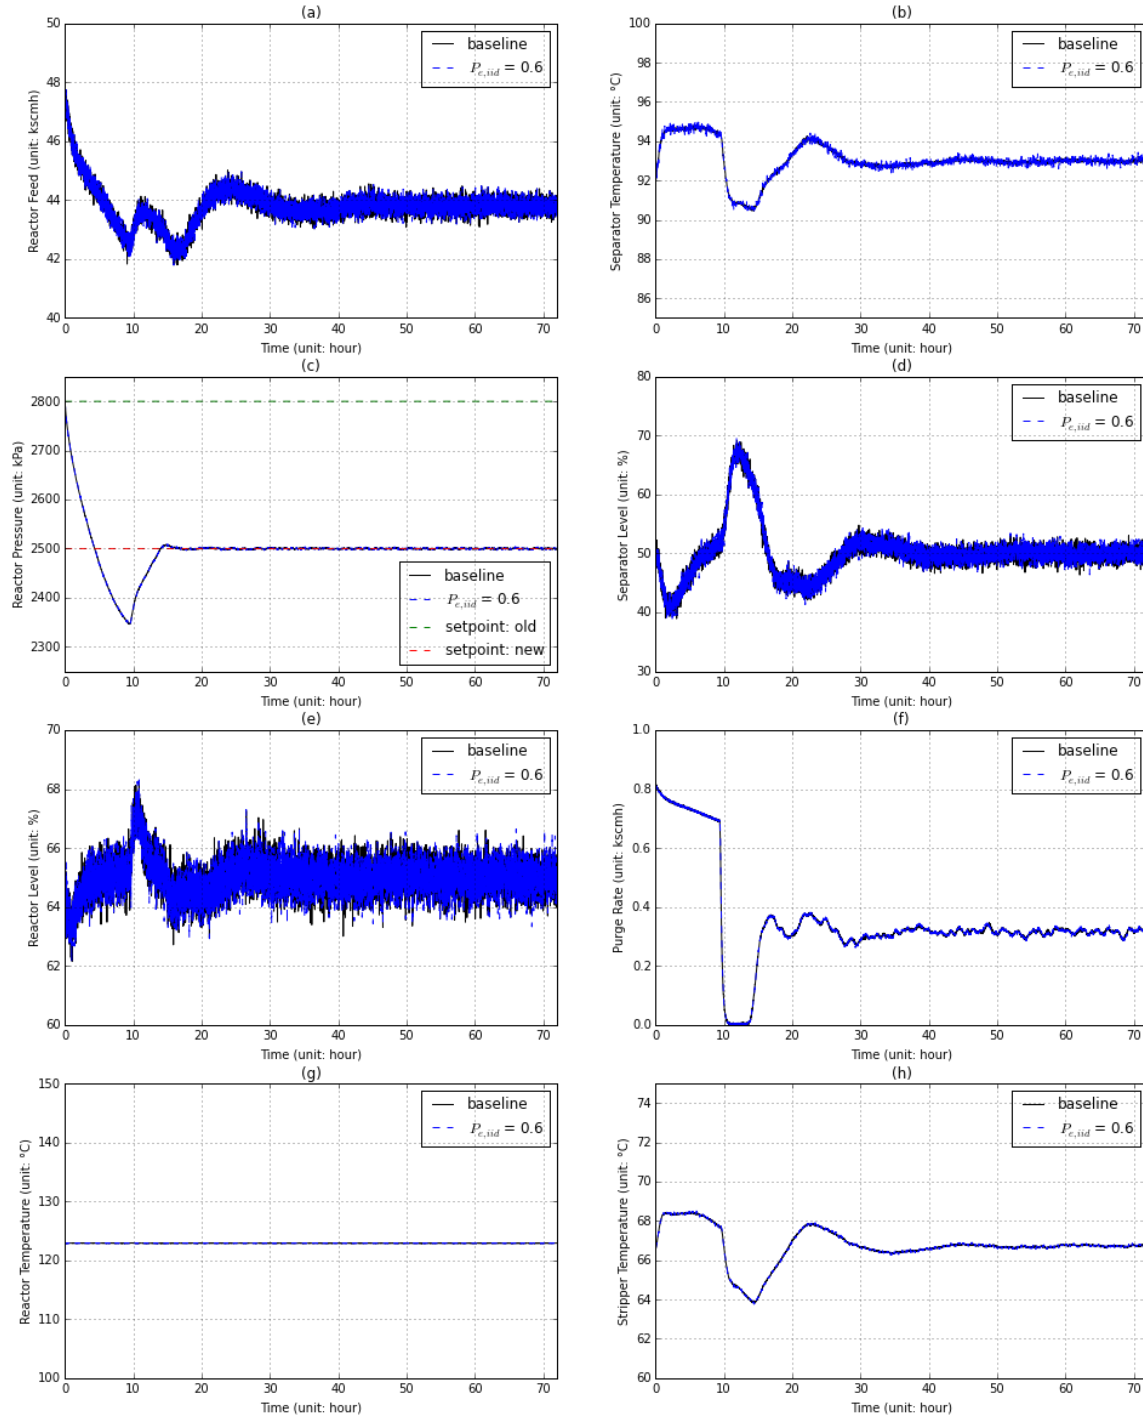 (a)
50
48
46
44
42
40
Reactor Feed (unit: kscmh)
baseline
P_{e,iid} = 0.6
0 10 20 30 40 50 60 70
Time (unit: hour)
(b)
100
98
96
94
92
90
88
86
Separator Temperature (unit: °C)
baseline
P_{e,iid} = 0.6
0 10 20 30 40 50 60 70
Time (unit: hour)
(c)
2800
2700
2600
2500
2400
2300
Reactor Pressure (unit: kPa)
baseline
P_{e,iid} = 0.6
setpoint: old
setpoint: new
0 10 20 30 40 50 60 70
Time (unit: hour)
(d)
80
70
60
50
40
30
Separator Level (unit: %)
baseline
P_{e,iid} = 0.6
0 10 20 30 40 50 60 70
Time (unit: hour)
(e)
70
68
66
64
62
60
Reactor Level (unit: %)
baseline
P_{e,iid} = 0.6
0 10 20 30 40 50 60 70
Time (unit: hour)
(f)
1.0
0.8
0.6
0.4
0.2
0.0
Purge Rate (unit: kscmh)
baseline
P_{e,iid} = 0.6
0 10 20 30 40 50 60 70
Time (unit: hour)
(g)
150
140
130
120
110
100
Reactor Temperature (unit: °C)
baseline
P_{e,iid} = 0.6
0 10 20 30 40 50 60 70
Time (unit: hour)
(h)
74
72
70
68
66
64
62
60
Stripper Temperature (unit: °C)
baseline
P_{e,iid} = 0.6
0 10 20 30 40 50 60 70
Time (unit: hour)